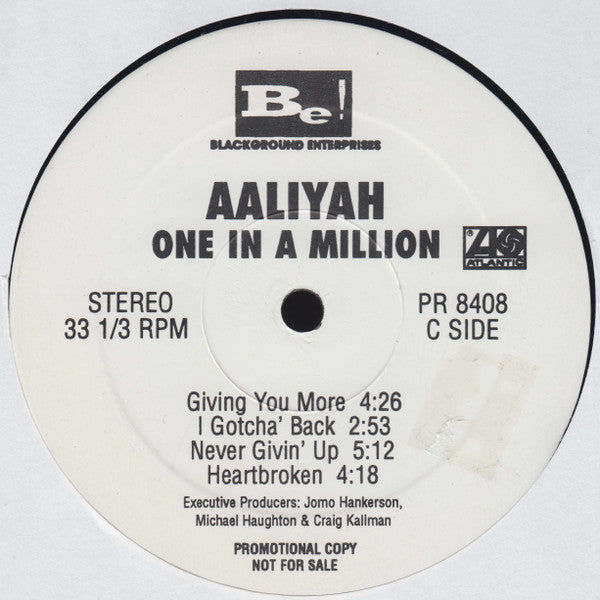 Be!
BLACKGROUND ENTERPRISES
AALIYAH
ONE IN A MILLION
® ATLANTIC
STEREO
33 1/3 RPM
PR 8408
C SIDE
Giving You More 4:26
I Gotcha' Back 2:53
Never Givin' Up 5:12
Heartbroken 4:18
Executive Producers: Jomo Hankerson,
Michael Haughton & Craig Kallman
PROMOTIONAL COPY
NOT FOR SALE